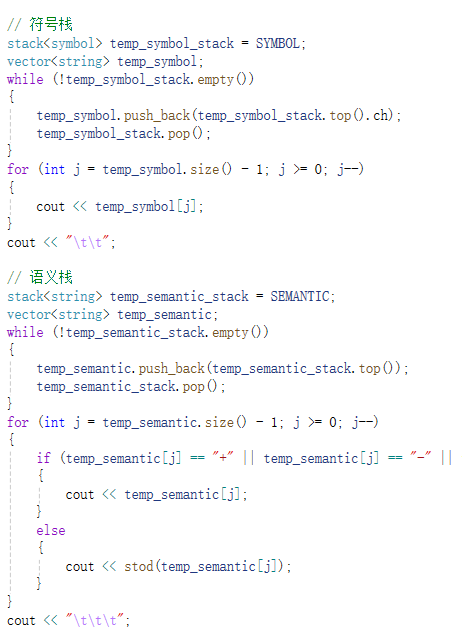 // 符号栈
stack<symbol> temp_symbol_stack = SYMBOL;
vector<string> temp_symbol;
while (!temp_symbol_stack.empty())
{
    temp_symbol.push_back(temp_symbol_stack.top().ch);
    temp_symbol_stack.pop();
}
for (int j = temp_symbol.size() - 1; j >= 0; j--)
{
    cout << temp_symbol[j];
}
cout << "\t\t";

// 语义栈
stack<string> temp_semantic_stack = SEMANTIC;
vector<string> temp_semantic;
while (!temp_semantic_stack.empty())
{
    temp_semantic.push_back(temp_semantic_stack.top());
    temp_semantic_stack.pop();
}
for (int j = temp_semantic.size() - 1; j >= 0; j--)
{
    if (temp_semantic[j] == "+" || temp_semantic[j] == "-" ||
    {
        cout << temp_semantic[j];
    }
    else
    {
        cout << stod(temp_semantic[j]);
    }
}
cout << "\t\t\t";